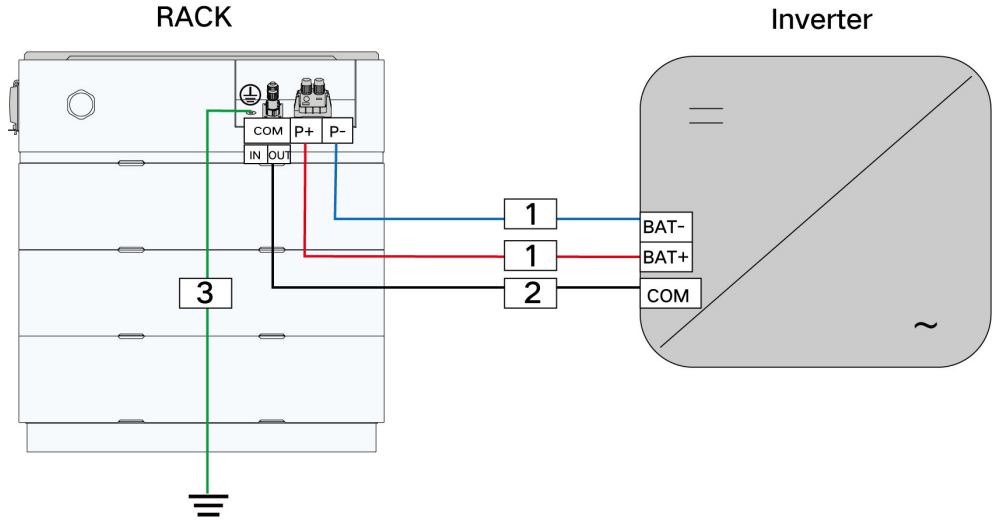 RACK
Inverter
COM P+ P-
IN OUT
1
BAT-
1
BAT+
3
2
COM
~